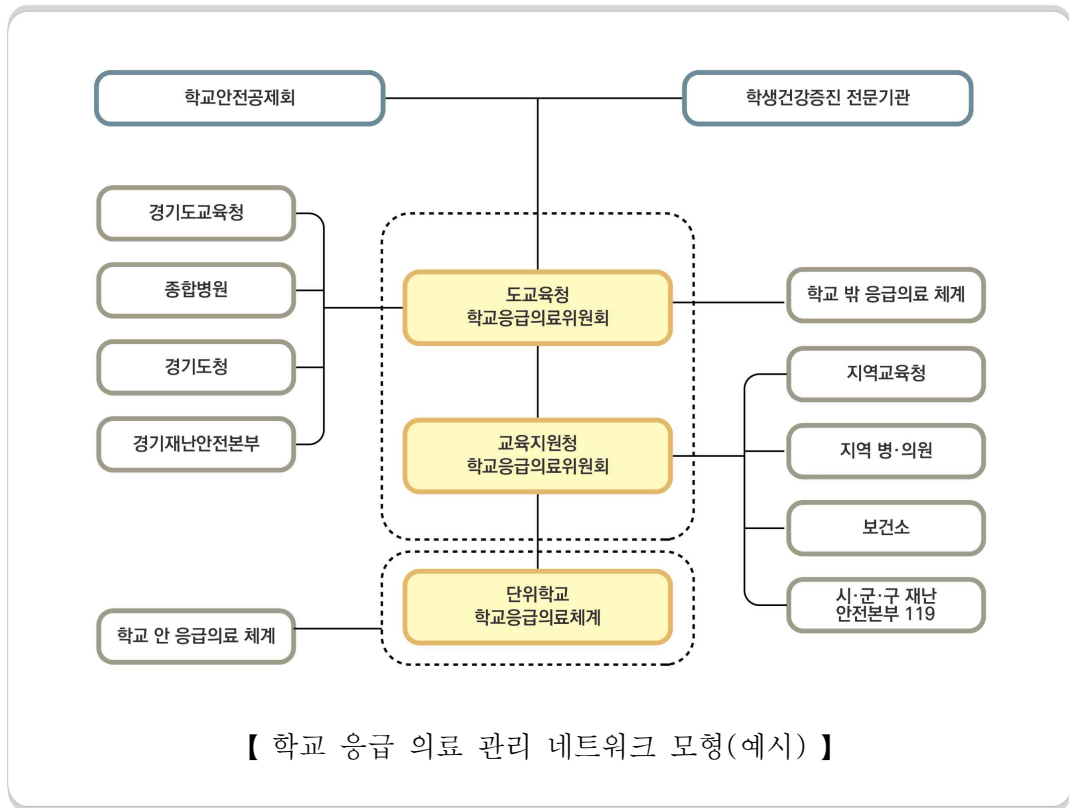 학교안전공제회
학생건강증진 전문기관
경기도교육청
종합병원
경기도청
경기재난안전본부
도교육청
학교응급의료위원회
학교 밖 응급의료 체계
교육지원청
학교응급의료위원회
지역교육청
지역 병·의원
보건소
시·군·구 재난
안전본부 119
단위학교
학교응급의료체계
학교 안 응급의료 체계
【 학교 응급 의료 관리 네트워크 모형(예시) 】